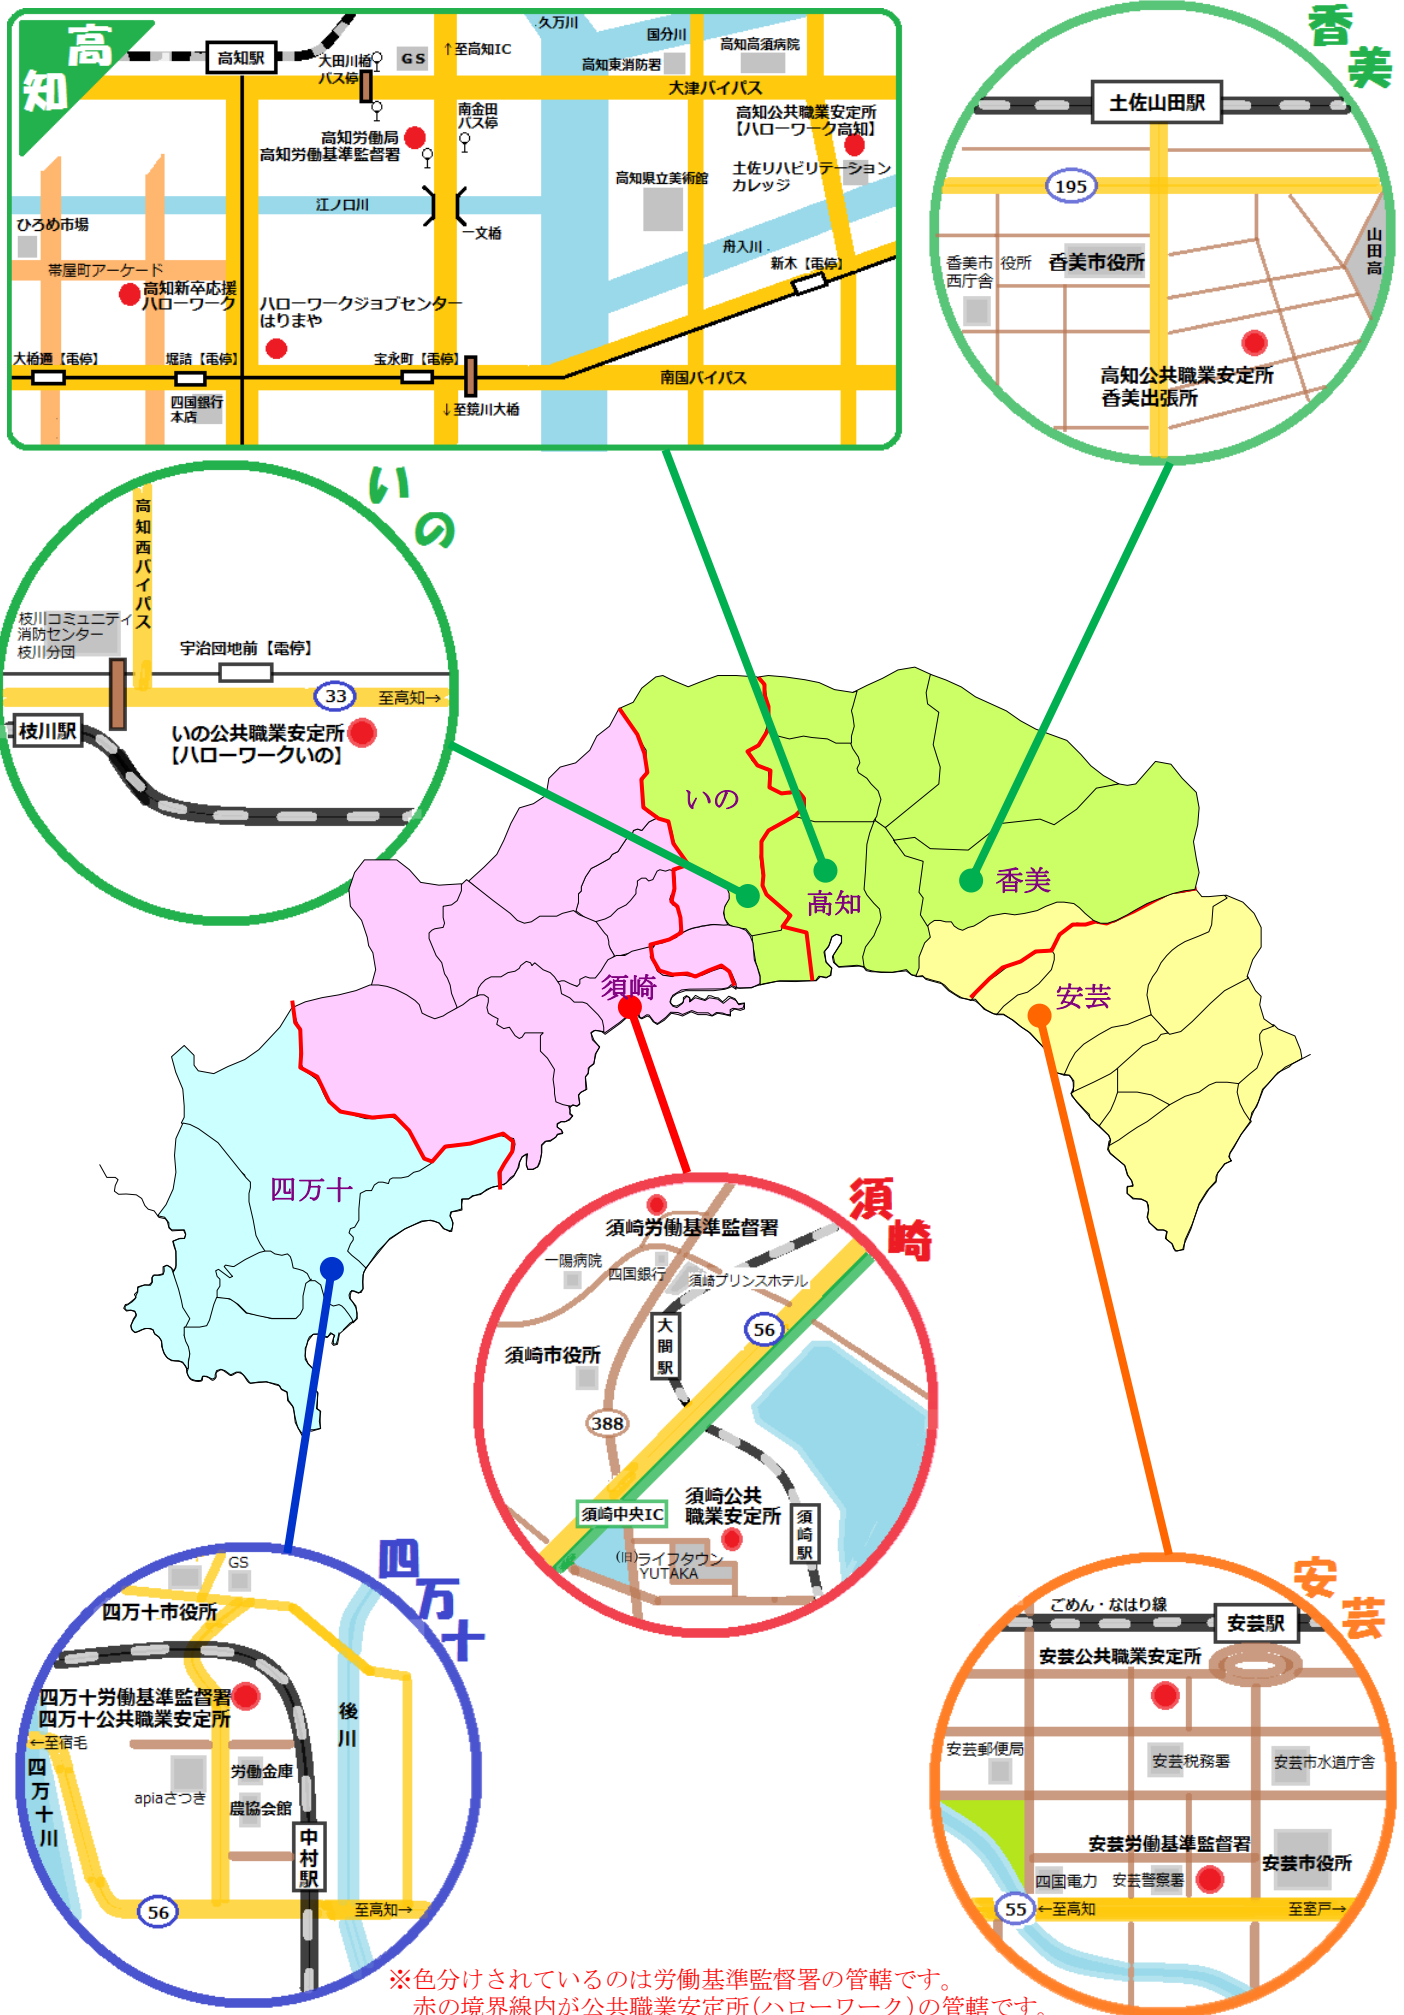 高知
高知駅
大田川橋
バス停
GS
↑至高知IC
久万川
国分川
高知東消防署
高知高須病院
大津バイパス
南金田
バス停
高知労働局
高知労働基準監督署
高知公共職業安定所
【ハローワーク高知】
土佐リハビリテーション
カレッジ
高知県立美術館
江ノ口川
一文橋
舟入川
新木【電停】
ひろめ市場
帯屋町アーケード
高知新卒応援
ハローワーク
ハローワークジョブセンター
はりまや
大橋通【電停】
堀詰【電停】
宝永町【電停】
南国バイパス
四国銀行
本店
↓至鏡川大橋
香美
土佐山田駅
195
山田高
香美市 役所
西庁舎
香美市役所
高知公共職業安定所
香美出張所
いの
高知西バイパス
枝川コミュニティ
消防センター
枝川分団
宇治団地前【電停】
33
至高知→
枝川駅
いの公共職業安定所
【ハローワークいの】
いの
高知
香美
須崎
安芸
四万十
須崎
須崎労働基準監督署
一陽病院
四国銀行
須崎プリンスホテル
大間駅
56
須崎市役所
388
須崎公共
職業安定所
須崎中央IC
須崎駅
(旧)ライフタウン
YUTAKA
四万十
GS
四万十市役所
四万十労働基準監督署
四万十公共職業安定所
←至宿毛
後川
四万十川
労働金庫
apiaさつき
農協会館
中村駅
56
至高知→
安芸
ごめん・なはり線
安芸駅
安芸公共職業安定所
安芸郵便局
安芸税務署
安芸市水道庁舎
安芸労働基準監督署
安芸市役所
四国電力
安芸警察署
55
←至高知
至室戸→
※色分けされているのは労働基準監督署の管轄です。
赤の境界線内が公共職業安定所(ハローワーク)の管轄です。